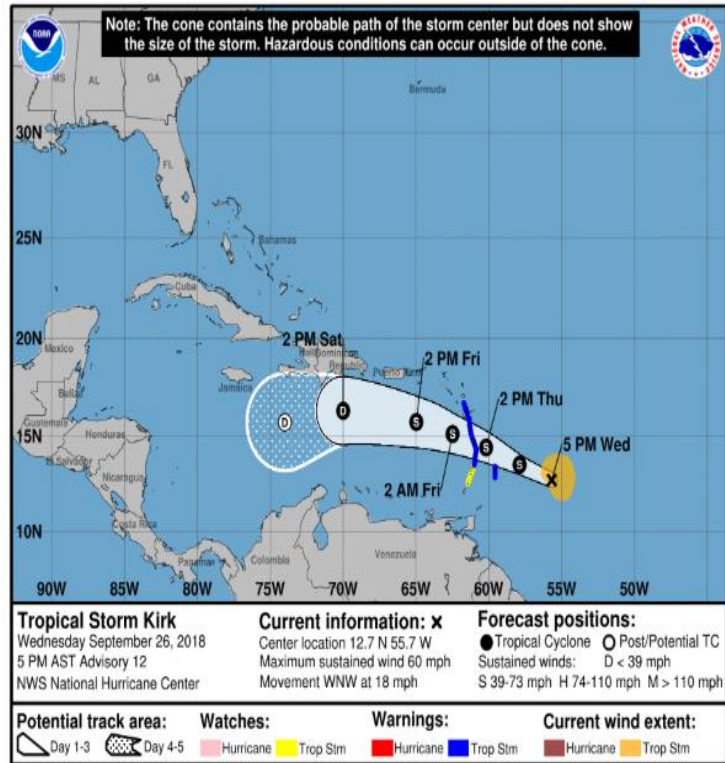 Note: The cone contains the probable path of the storm center but does not show
the size of the storm. Hazardous conditions can occur outside of the cone.
NOAA
NATIONAL WEATHER SERVICE
MS
AL
GA
Bermuda
30N
FL
25N
Bahamas
Cuba
20N
2 PM Sat
Mexico
Haiti
Dominican
Republic
Puerto Rico
2 PM Fri
Jamaica
Belize
2 PM Thu
D
D
S
S
S
S
Guatemala
15N
Honduras
5 PM Wed
El Salvador
Nicaragua
2 AM Fri
10N
Costa Rica
Panama
Colombia
Venezuela
90W 85W 80W 75W 70W 65W 60W 55W 50W
Tropical Storm Kirk
Wednesday September 26, 2018
5 PM AST Advisory 12
NWS National Hurricane Center
Current information: x
Center location 12.7 N 55.7 W
Maximum sustained wind 60 mph
Movement WNW at 18 mph
Forecast positions:
Tropical Cyclone Post/Potential TC
Sustained winds: D < 39 mph
S 39-73 mph H 74-110 mph M > 110 mph
Potential track area:
Day 1-3 Day 4-5
Watches:
Hurricane Trop Stm
Warnings:
Hurricane Trop Stm
Current wind extent:
Hurricane Trop Stm